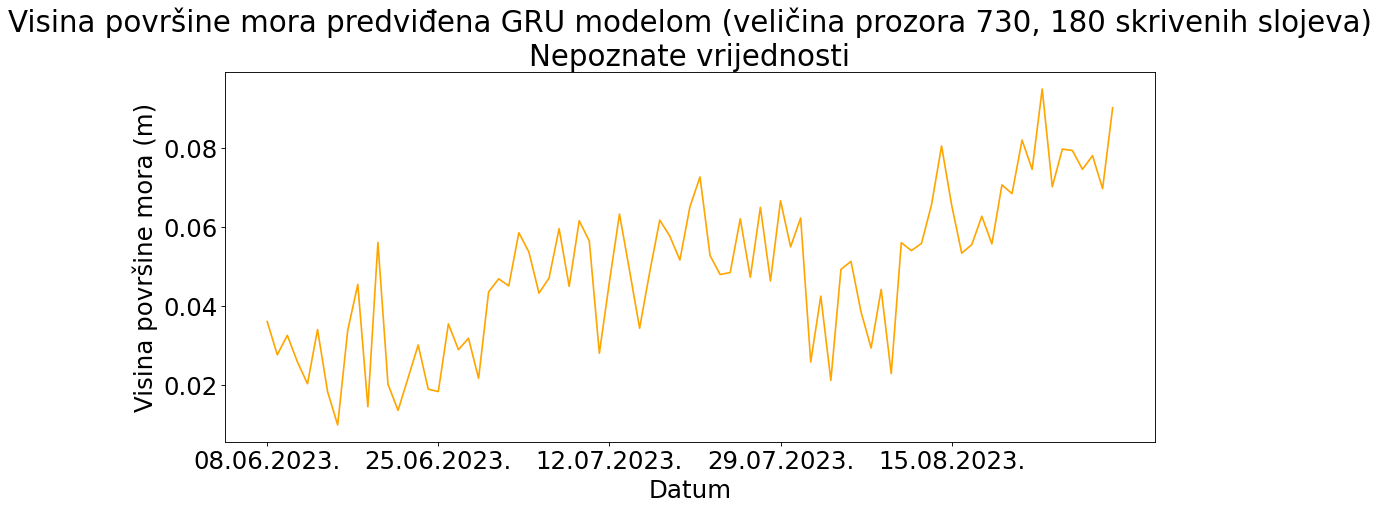 Visina površine mora predviđena GRU modelom (veličina prozora 730, 180 skrivenih slojeva)
Nepoznate vrijednosti
Visina površine mora (m)
0.08
0.06
0.04
0.02
08.06.2023. 25.06.2023. 12.07.2023. 29.07.2023. 15.08.2023.
Datum